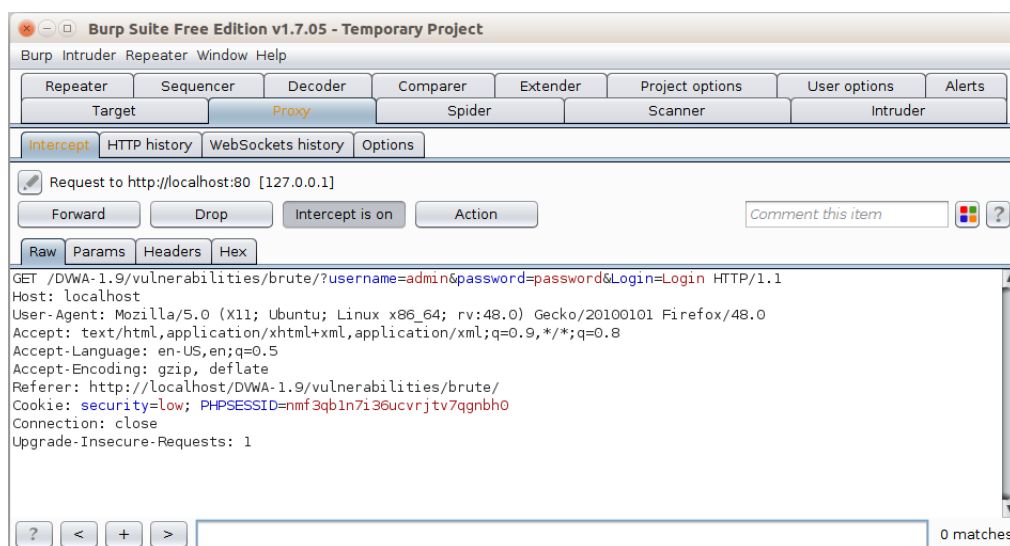 Burp Suite Free Edition v1.7.05 - Temporary Project
Burp Intruder Repeater Window Help
Repeater Sequencer Decoder Comparer Extender Project options User options Alerts
Target Proxy Spider Scanner Intruder
Intercept HTTP history WebSockets history Options
Request to http://localhost:80 [127.0.0.1]
Forward Drop Intercept is on Action Comment this item ?
Raw Params Headers Hex
GET /DVWA-1.9/vulnerabilities/brute/?username=admin&password=password&Login=Login HTTP/1.1
Host: localhost
User-Agent: Mozilla/5.0 (X11; Ubuntu; Linux x86_64; rv:48.0) Gecko/20100101 Firefox/48.0
Accept: text/html,application/xhtml+xml,application/xml;q=0.9,*/*;q=0.8
Accept-Language: en-US,en;q=0.5
Accept-Encoding: gzip, deflate
Referer: http://localhost/DVWA-1.9/vulnerabilities/brute/
Cookie: security=low; PHPSESSID=nmf3qb1n7i36ucvrjtv7qgnbh0
Connection: close
Upgrade-Insecure-Requests: 1
? < + > 0 matches